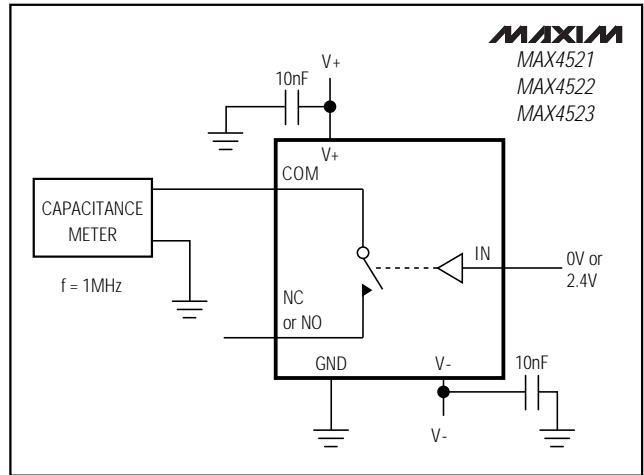 MAXIM
MAX4521
MAX4522
MAX4523
V+
10nF
V+
COM
CAPACITANCE
METER
f = 1MHz
IN
0V or
2.4V
NC
or NO
GND
V-
10nF
V-